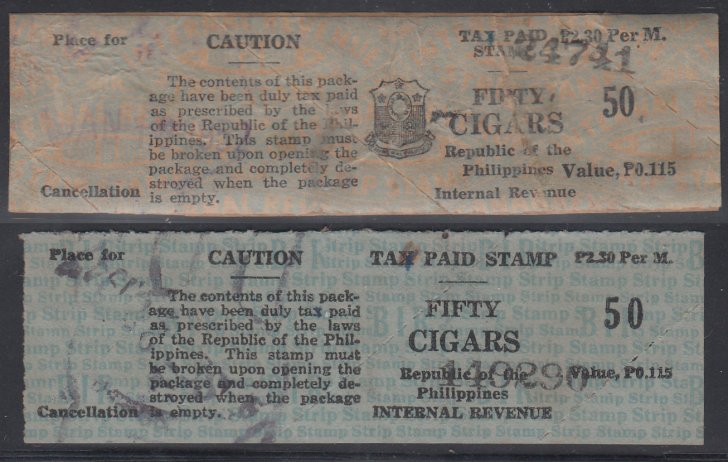 Place for
CAUTION
TAX PAID ₱2.30 Per M.
STAMP
The contents of this pack-
age have been duly tax paid
as prescribed by the laws
of the Republic of the Phil-
ippines. This stamp must
be broken upon opening the
package and completely de-
stroyed when the package
is empty.
Cancellation
FIFTY
CIGARS
50
Republic of the
Philippines Value, ₱0.115
Internal Revenue
Place for
CAUTION
TAX PAID STAMP ₱2.30 Per M.
The contents of this pack-
age have been duly tax paid
as prescribed by the laws
of the Republic of the Phil-
ippines. This stamp must
be broken upon opening the
package and completely de-
stroyed when the package
is empty.
Cancellation
FIFTY
CIGARS
50
Republic of the Value, ₱0.115
Philippines
INTERNAL REVENUE
149290
Strip Stamp